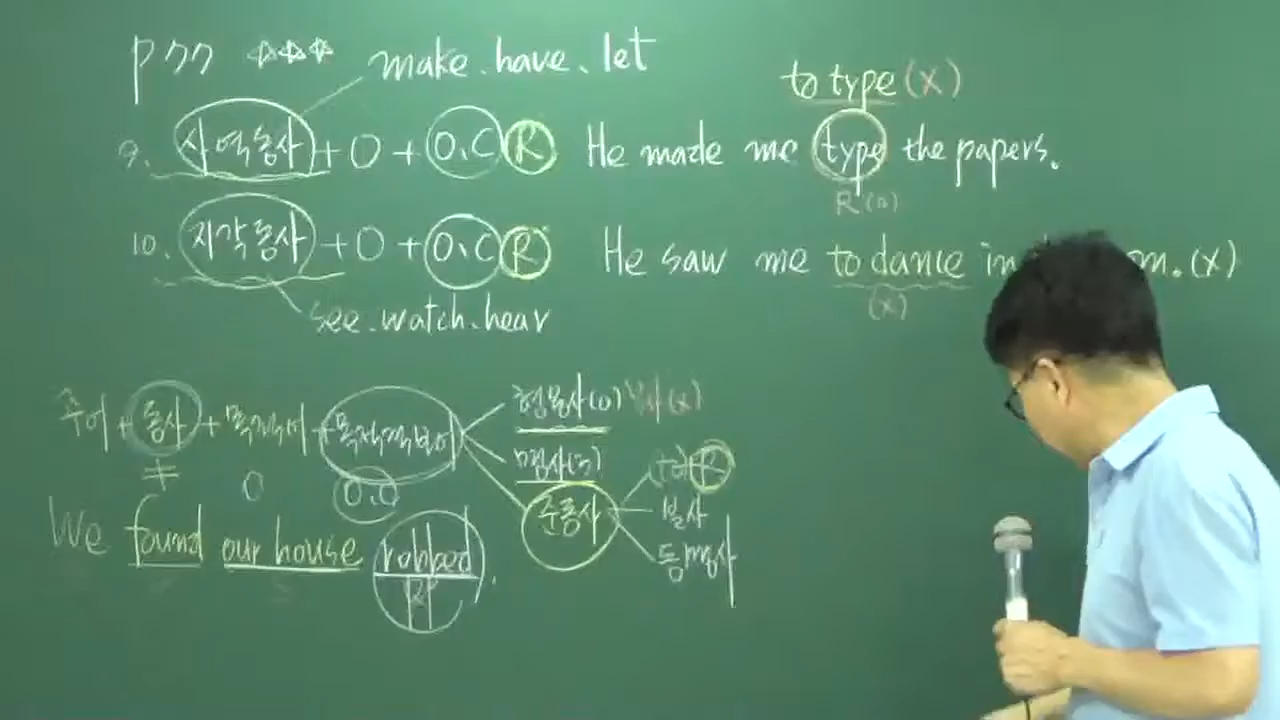 p77 ☆☆☆ make.have.let
to type (X)
9. 사역동사 + O + O.C R He made me type the papers.
R(o)
10. 지각동사 + O + O.C R He saw me to dance in om. (X)
(X)
see.watch.hear
주어 + 동사 + 목적어 + 목적격보어 형용사(o) 부사(x)
명사(?)
준동사 (to) R
분사
동명사
O O.C
We found our house robbed.
PP